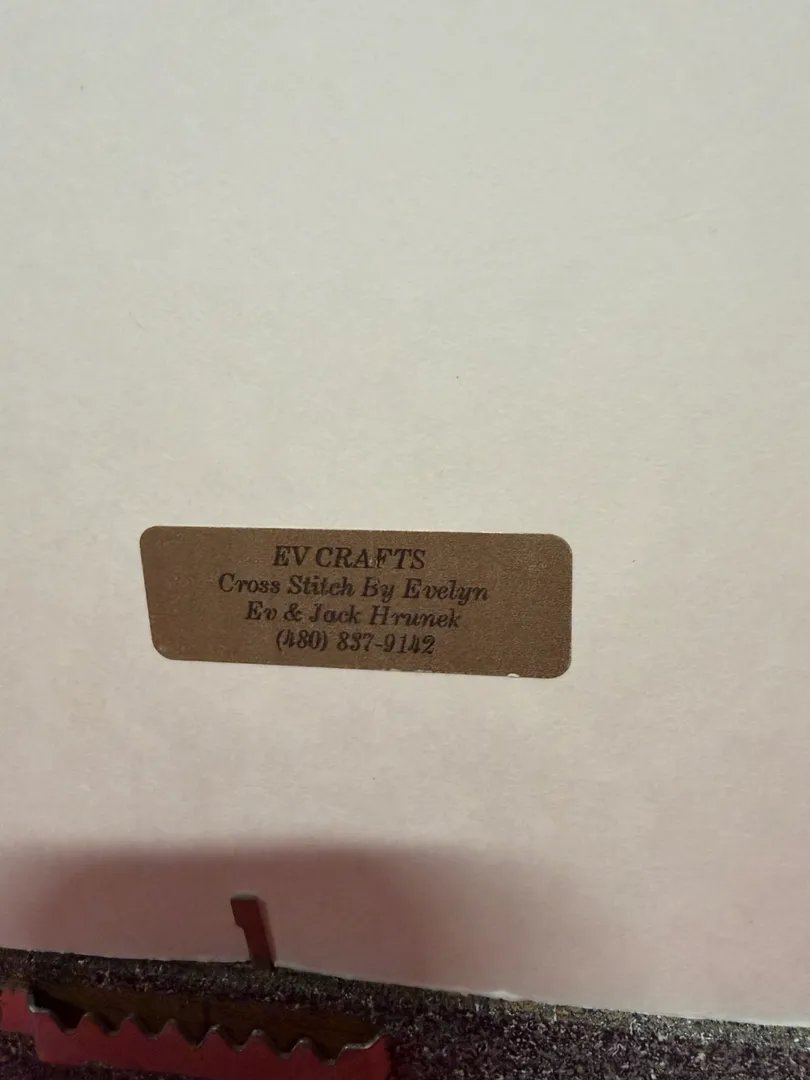 EV CRAFTS
Cross Stitch By Evelyn
Ev & Jack Hrunek
(480) 837-9142